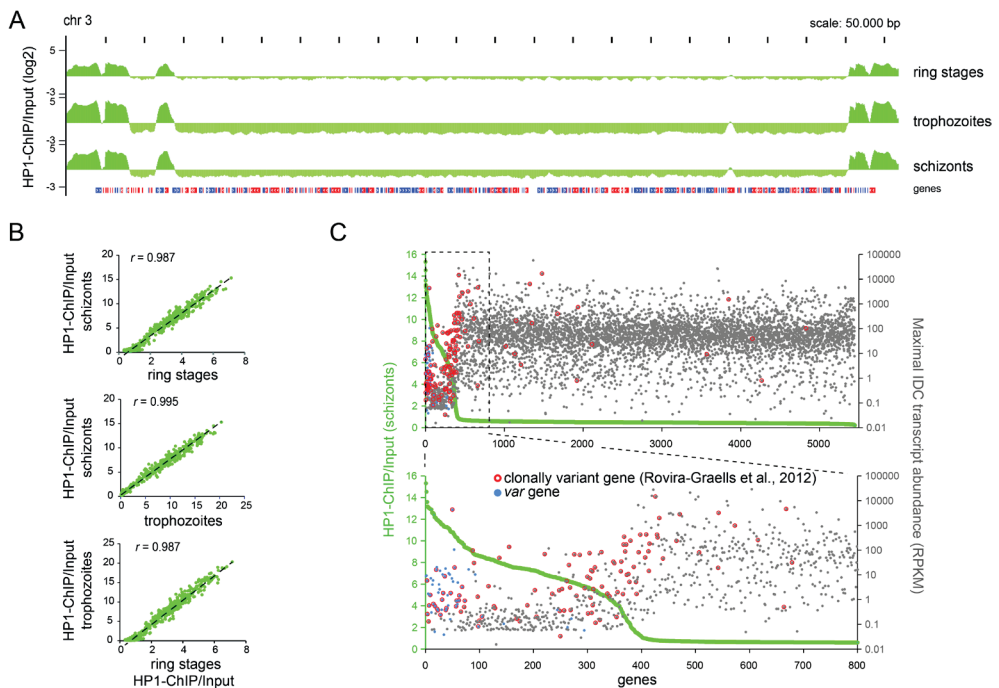 A
chr 3
scale: 50.000 bp
HP1-ChIP/Input (log2)
5
-3
5
-3
5
-3
ring stages
trophozoites
schizonts
genes
B
r = 0.987
HP1-ChIP/Input
schizonts
20
15
10
5
0
0 2 4 6 8
ring stages
r = 0.995
HP1-ChIP/Input
schizonts
20
15
10
5
0
0 5 10 15 20 25
trophozoites
r = 0.987
HP1-ChIP/Input
trophozoites
25
20
15
10
5
0
0 2 4 6 8
ring stages
HP1-ChIP/Input
C
HP1-ChIP/Input (schizonts)
16
14
12
10
8
6
4
2
0
0 1000 2000 3000 4000 5000
100000
10000
1000
100
10
1
0.1
0.01
Maximal IDC transcript abundance (RPKM)
clonally variant gene (Rovira-Graells et al., 2012)
var gene
16
14
12
10
8
6
4
2
0
0 100 200 300 400 500 600 700 800
genes
100000
10000
1000
100
10
1
0.1
0.01